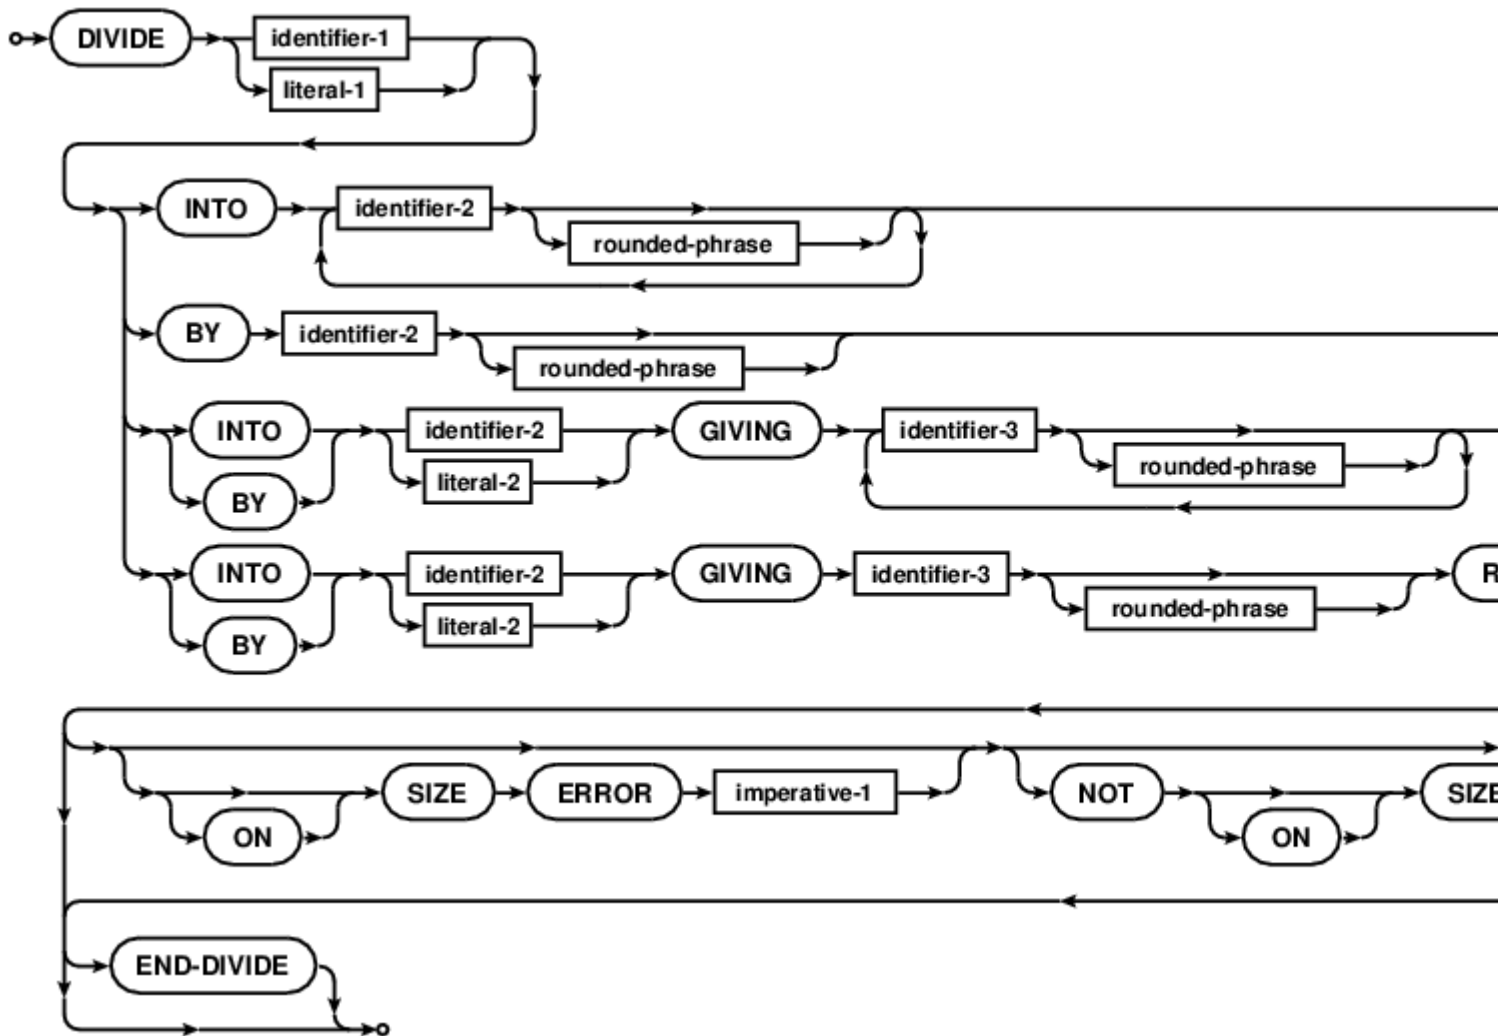 DIVIDE identifier-1
literal-1
INTO identifier-2
rounded-phrase
BY identifier-2
rounded-phrase
INTO identifier-2 GIVING identifier-3
rounded-phrase
BY literal-2
INTO identifier-2 GIVING identifier-3 R
rounded-phrase
BY literal-2
SIZE ERROR imperative-1 NOT SIZE
ON ON
END-DIVIDE